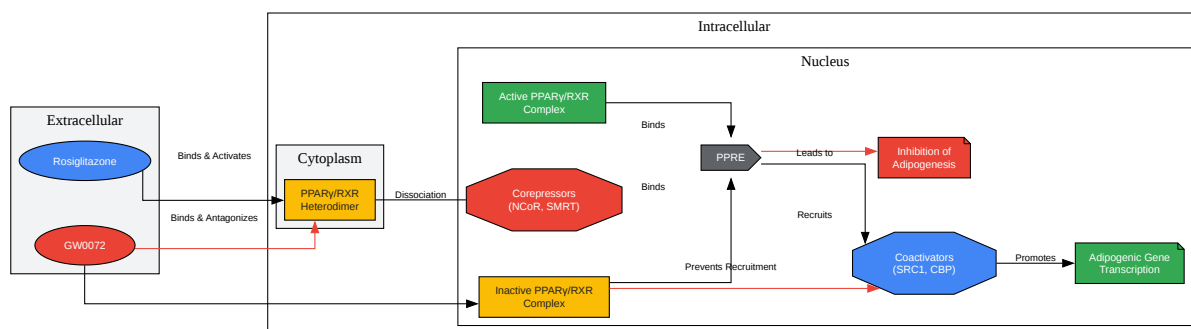 Intracellular
Nucleus
Extracellular
Cytoplasm
Rosiglitazone
GW0072
Binds & Activates
Binds & Antagonizes
PPARγ/RXR
Heterodimer
Dissociation
Active PPARγ/RXR
Complex
Corepressors
(NCoR, SMRT)
Inactive PPARγ/RXR
Complex
Binds
Binds
Prevents Recruitment
PPRE
Leads to
Recruits
Inhibition of
Adipogenesis
Coactivators
(SRC1, CBP)
Promotes
Adipogenic Gene
Transcription